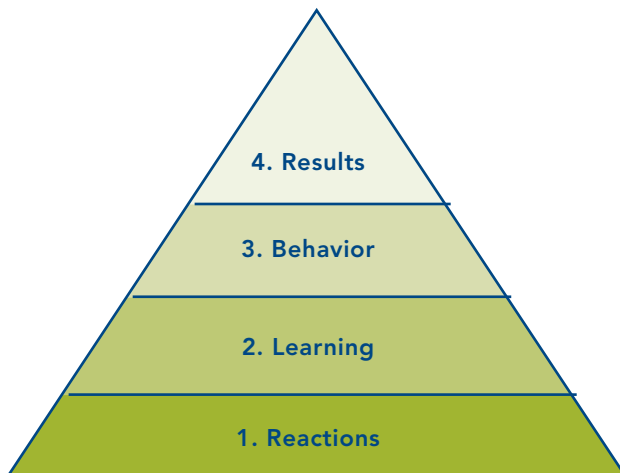 4. Results
3. Behavior
2. Learning
1. Reactions